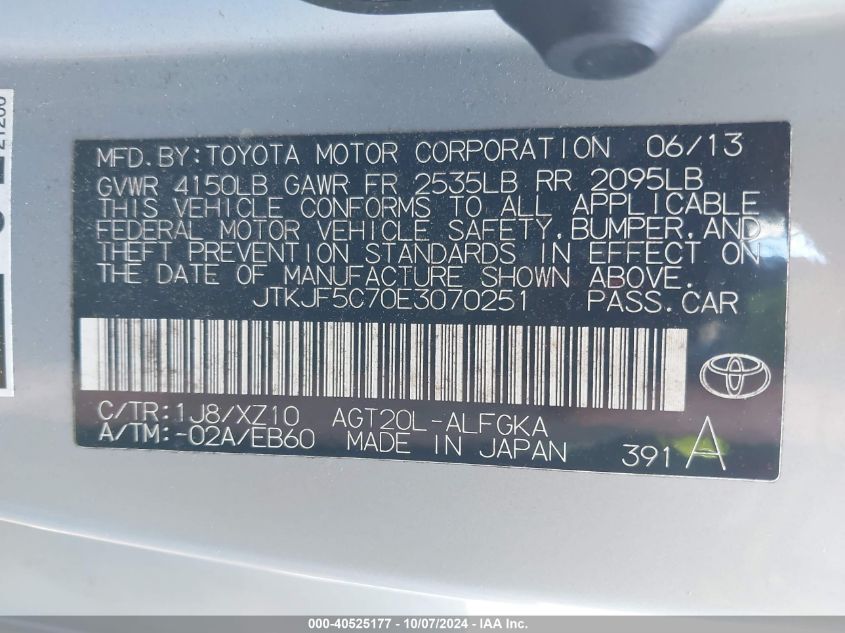 MFD. BY: TOYOTA MOTOR CORPORATION 06/13
GVWR 4150LB GAWR FR 2535LB RR 2095LB
THIS VEHICLE CONFORMS TO ALL APPLICABLE
FEDERAL MOTOR VEHICLE SAFETY, BUMPER, AND
THEFT PREVENTION STANDARDS IN EFFECT ON
THE DATE OF MANUFACTURE SHOWN ABOVE.
JTKJF5C70E3070251 PASS. CAR
C/TR: 1J8/XZ10 AGT20L-ALFGKA
A/TM: -02A/EB60 MADE IN JAPAN 391 A
000-40525177 - 10/07/2024 - IAA Inc.